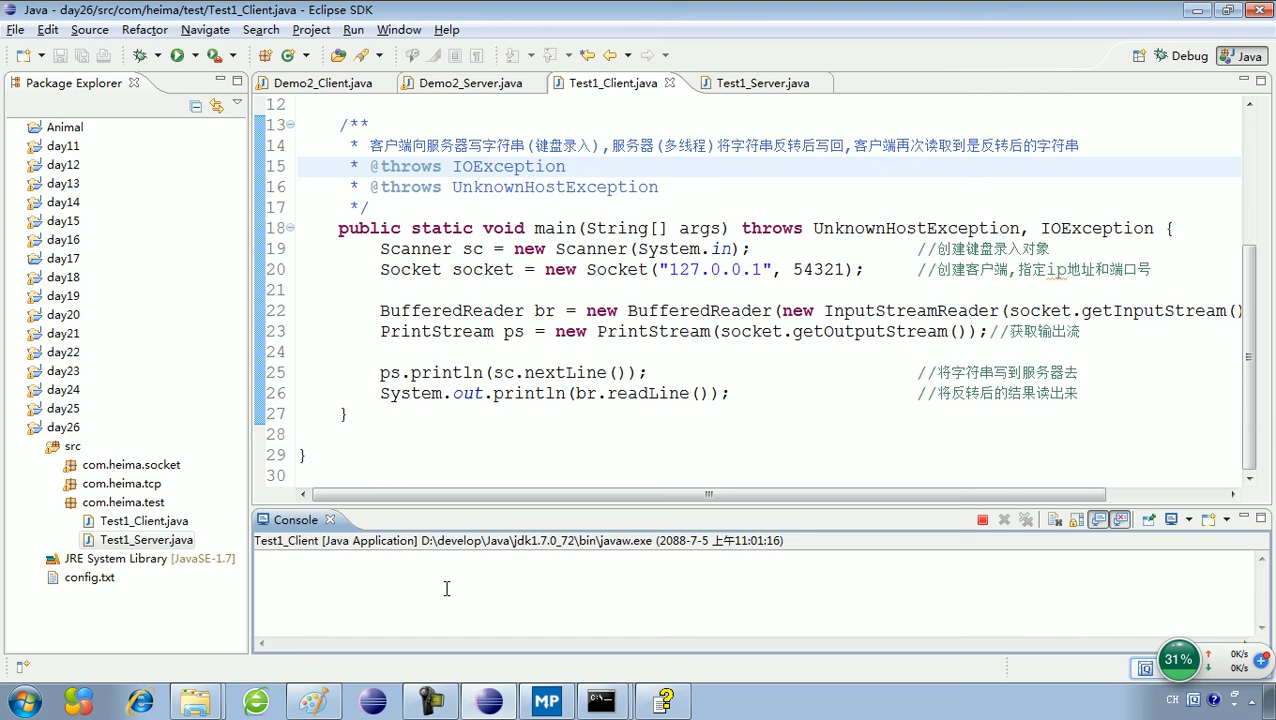 Java - day26/src/com/heima/test/Test1_Client.java - Eclipse SDK
File Edit Source Refactor Navigate Search Project Run Window Help
Debug Java
Package Explorer
Demo2_Client.java Demo2_Server.java Test1_Client.java Test1_Server.java
Animal
day11
day12
day13
day14
day15
day16
day17
day18
day19
day20
day21
day22
day23
day24
day25
day26
src
com.heima.socket
com.heima.tcp
com.heima.test
Test1_Client.java
Test1_Server.java
JRE System Library [JavaSE-1.7]
config.txt
12
13 /**
14 * 客户端向服务器写字符串(键盘录入),服务器(多线程)将字符串反转后写回,客户端再次读取到是反转后的字符串
15 * @throws IOException
16 * @throws UnknownHostException
17 */
18 public static void main(String[] args) throws UnknownHostException, IOException {
19 Scanner sc = new Scanner(System.in); //创建键盘录入对象
20 Socket socket = new Socket("127.0.0.1", 54321); //创建客户端,指定ip地址和端口号
21
22 BufferedReader br = new BufferedReader(new InputStreamReader(socket.getInputStream()
23 PrintStream ps = new PrintStream(socket.getOutputStream());//获取输出流
24
25 ps.println(sc.nextLine()); //将字符串写到服务器去
26 System.out.println(br.readLine()); //将反转后的结果读出来
27 }
28
29 }
30
Console
Test1_Client [Java Application] D:\develop\Java\jdk1.7.0_72\bin\javaw.exe (2088-7-5 上午11:01:16)
31%
0K/s
0K/s
MP
CH